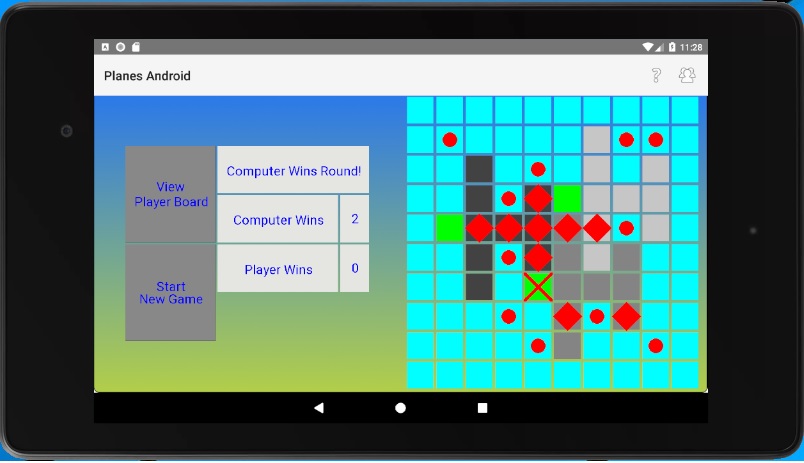 11:28
Planes Android
?
View
Player Board
Computer Wins Round!
Computer Wins
2
Player Wins
0
Start
New Game